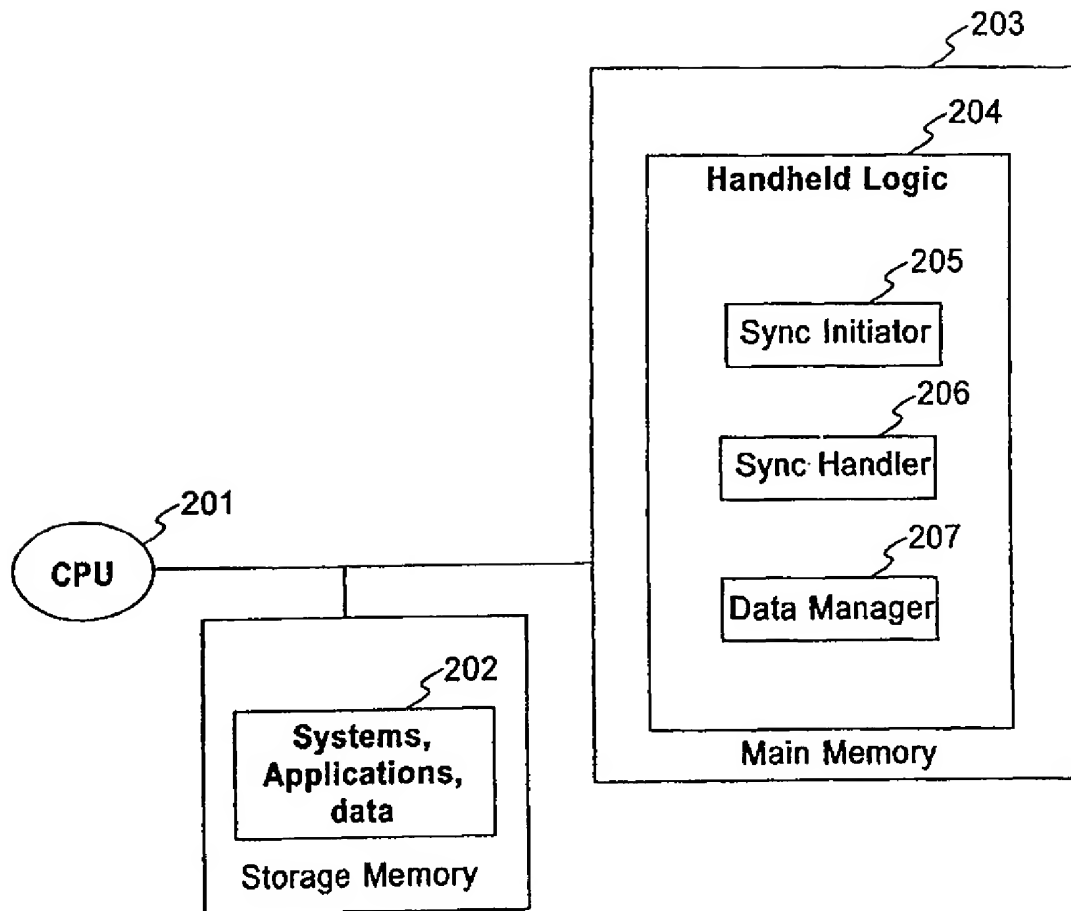 203
204
Handheld Logic
205
Sync Initiator
206
Sync Handler
201
CPU
207
Data Manager
202
Systems,
Applications,
data
Main Memory
Storage Memory